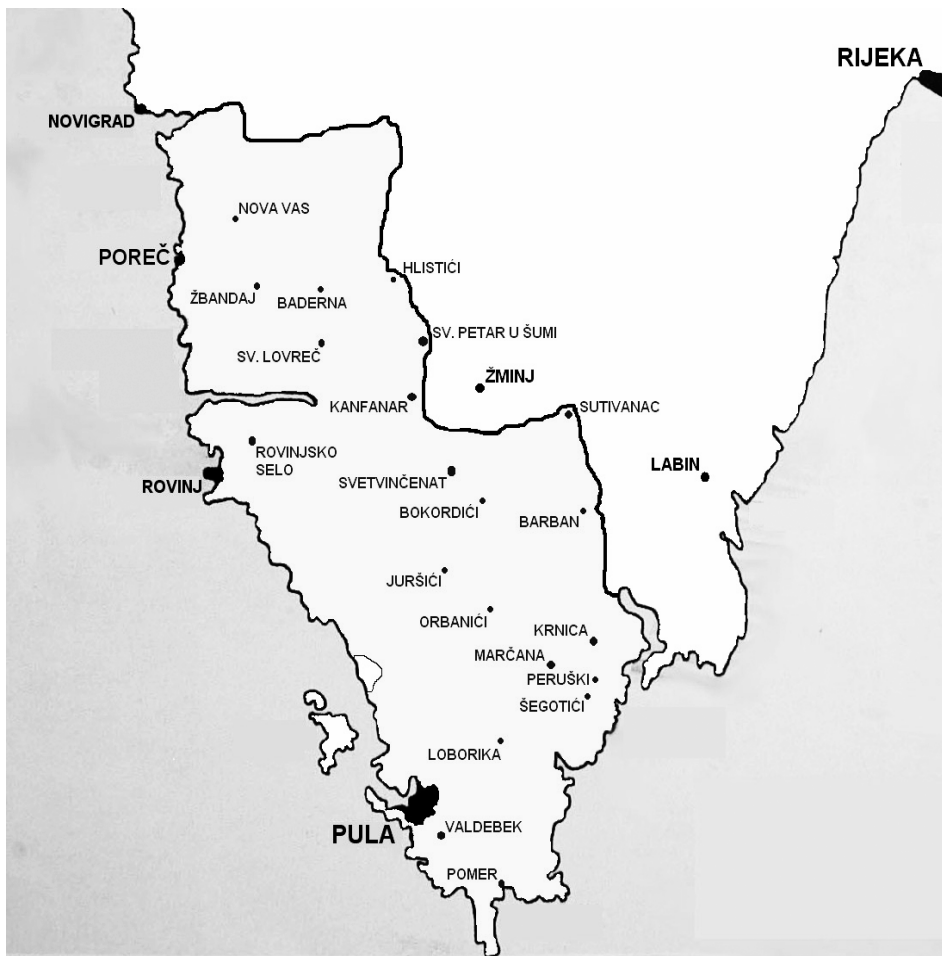 RIJEKA
NOVIGRAD
NOVA VAS
POREČ
HLISTIĆI
ŽBANDAJ
BADERNA
SV. PETAR U ŠUMI
SV. LOVREČ
ŽMINJ
KANFANAR
SUTIVANAC
ROVINJSKO
SELO
LABIN
ROVINJ
SVETVINČENAT
BOKORDIĆI
BARBAN
JURŠIĆI
ORBANIĆI
KRNICA
MARČANA
PERUŠKI
ŠEGOTIĆI
LOBORIKA
PULA
VALDEBEK
POMER